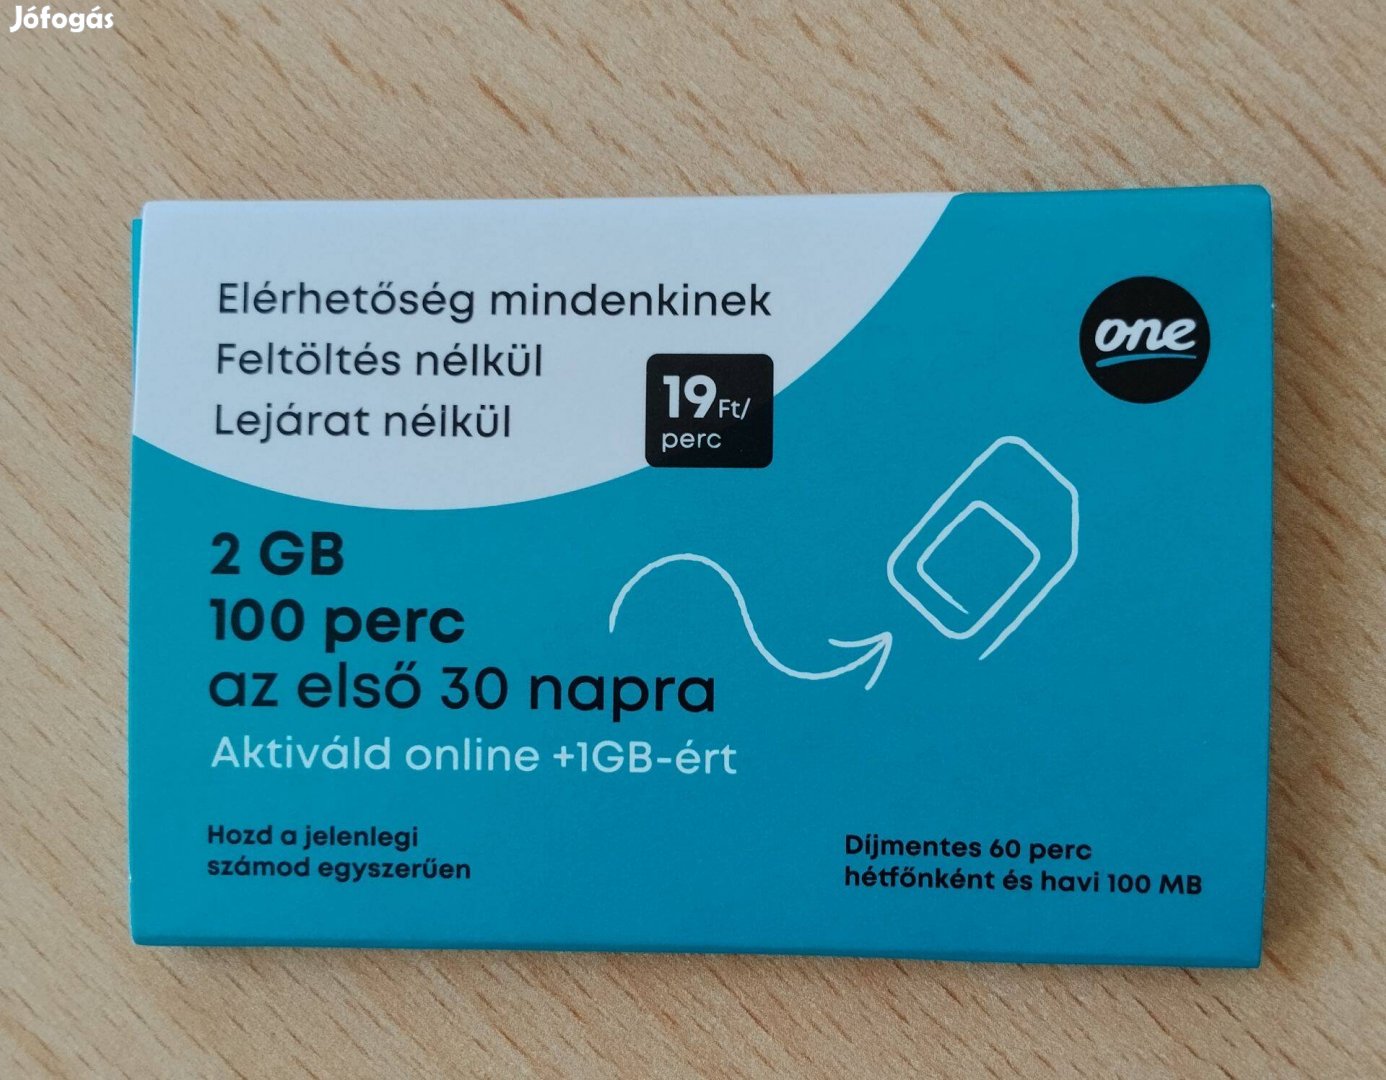 Jófogás
Elérhetőség mindenkinek
Feltöltés nélkül
Lejárat nélkül
19Ft/
perc
one
2 GB
100 perc
az első 30 napra
Aktiváld online +1GB-ért
Hozd a jelenlegi
számod egyszerűen
Díjmentes 60 perc
hétfőnként és havi 100 MB